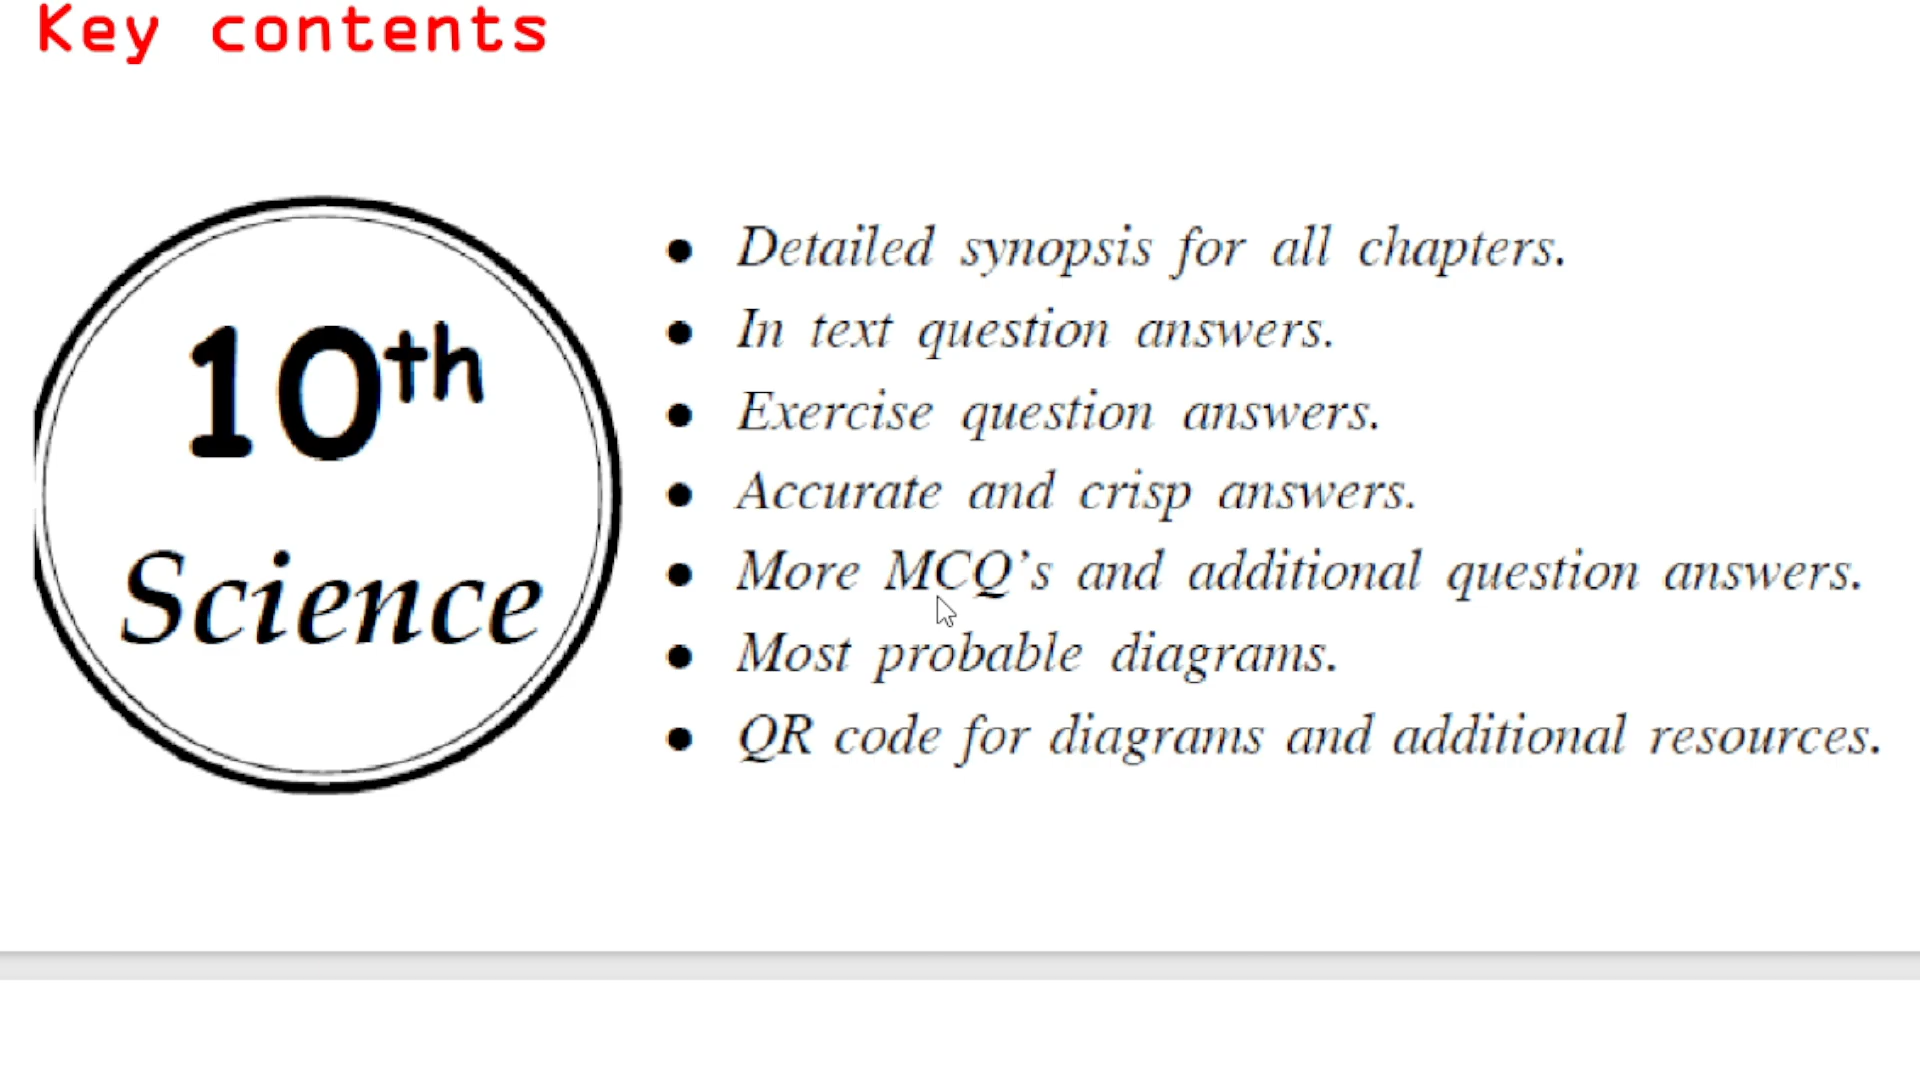 Key contents
10th
Science
• Detailed synopsis for all chapters.
• In text question answers.
• Exercise question answers.
• Accurate and crisp answers.
• More MCQ’s and additional question answers.
• Most probable diagrams.
• QR code for diagrams and additional resources.